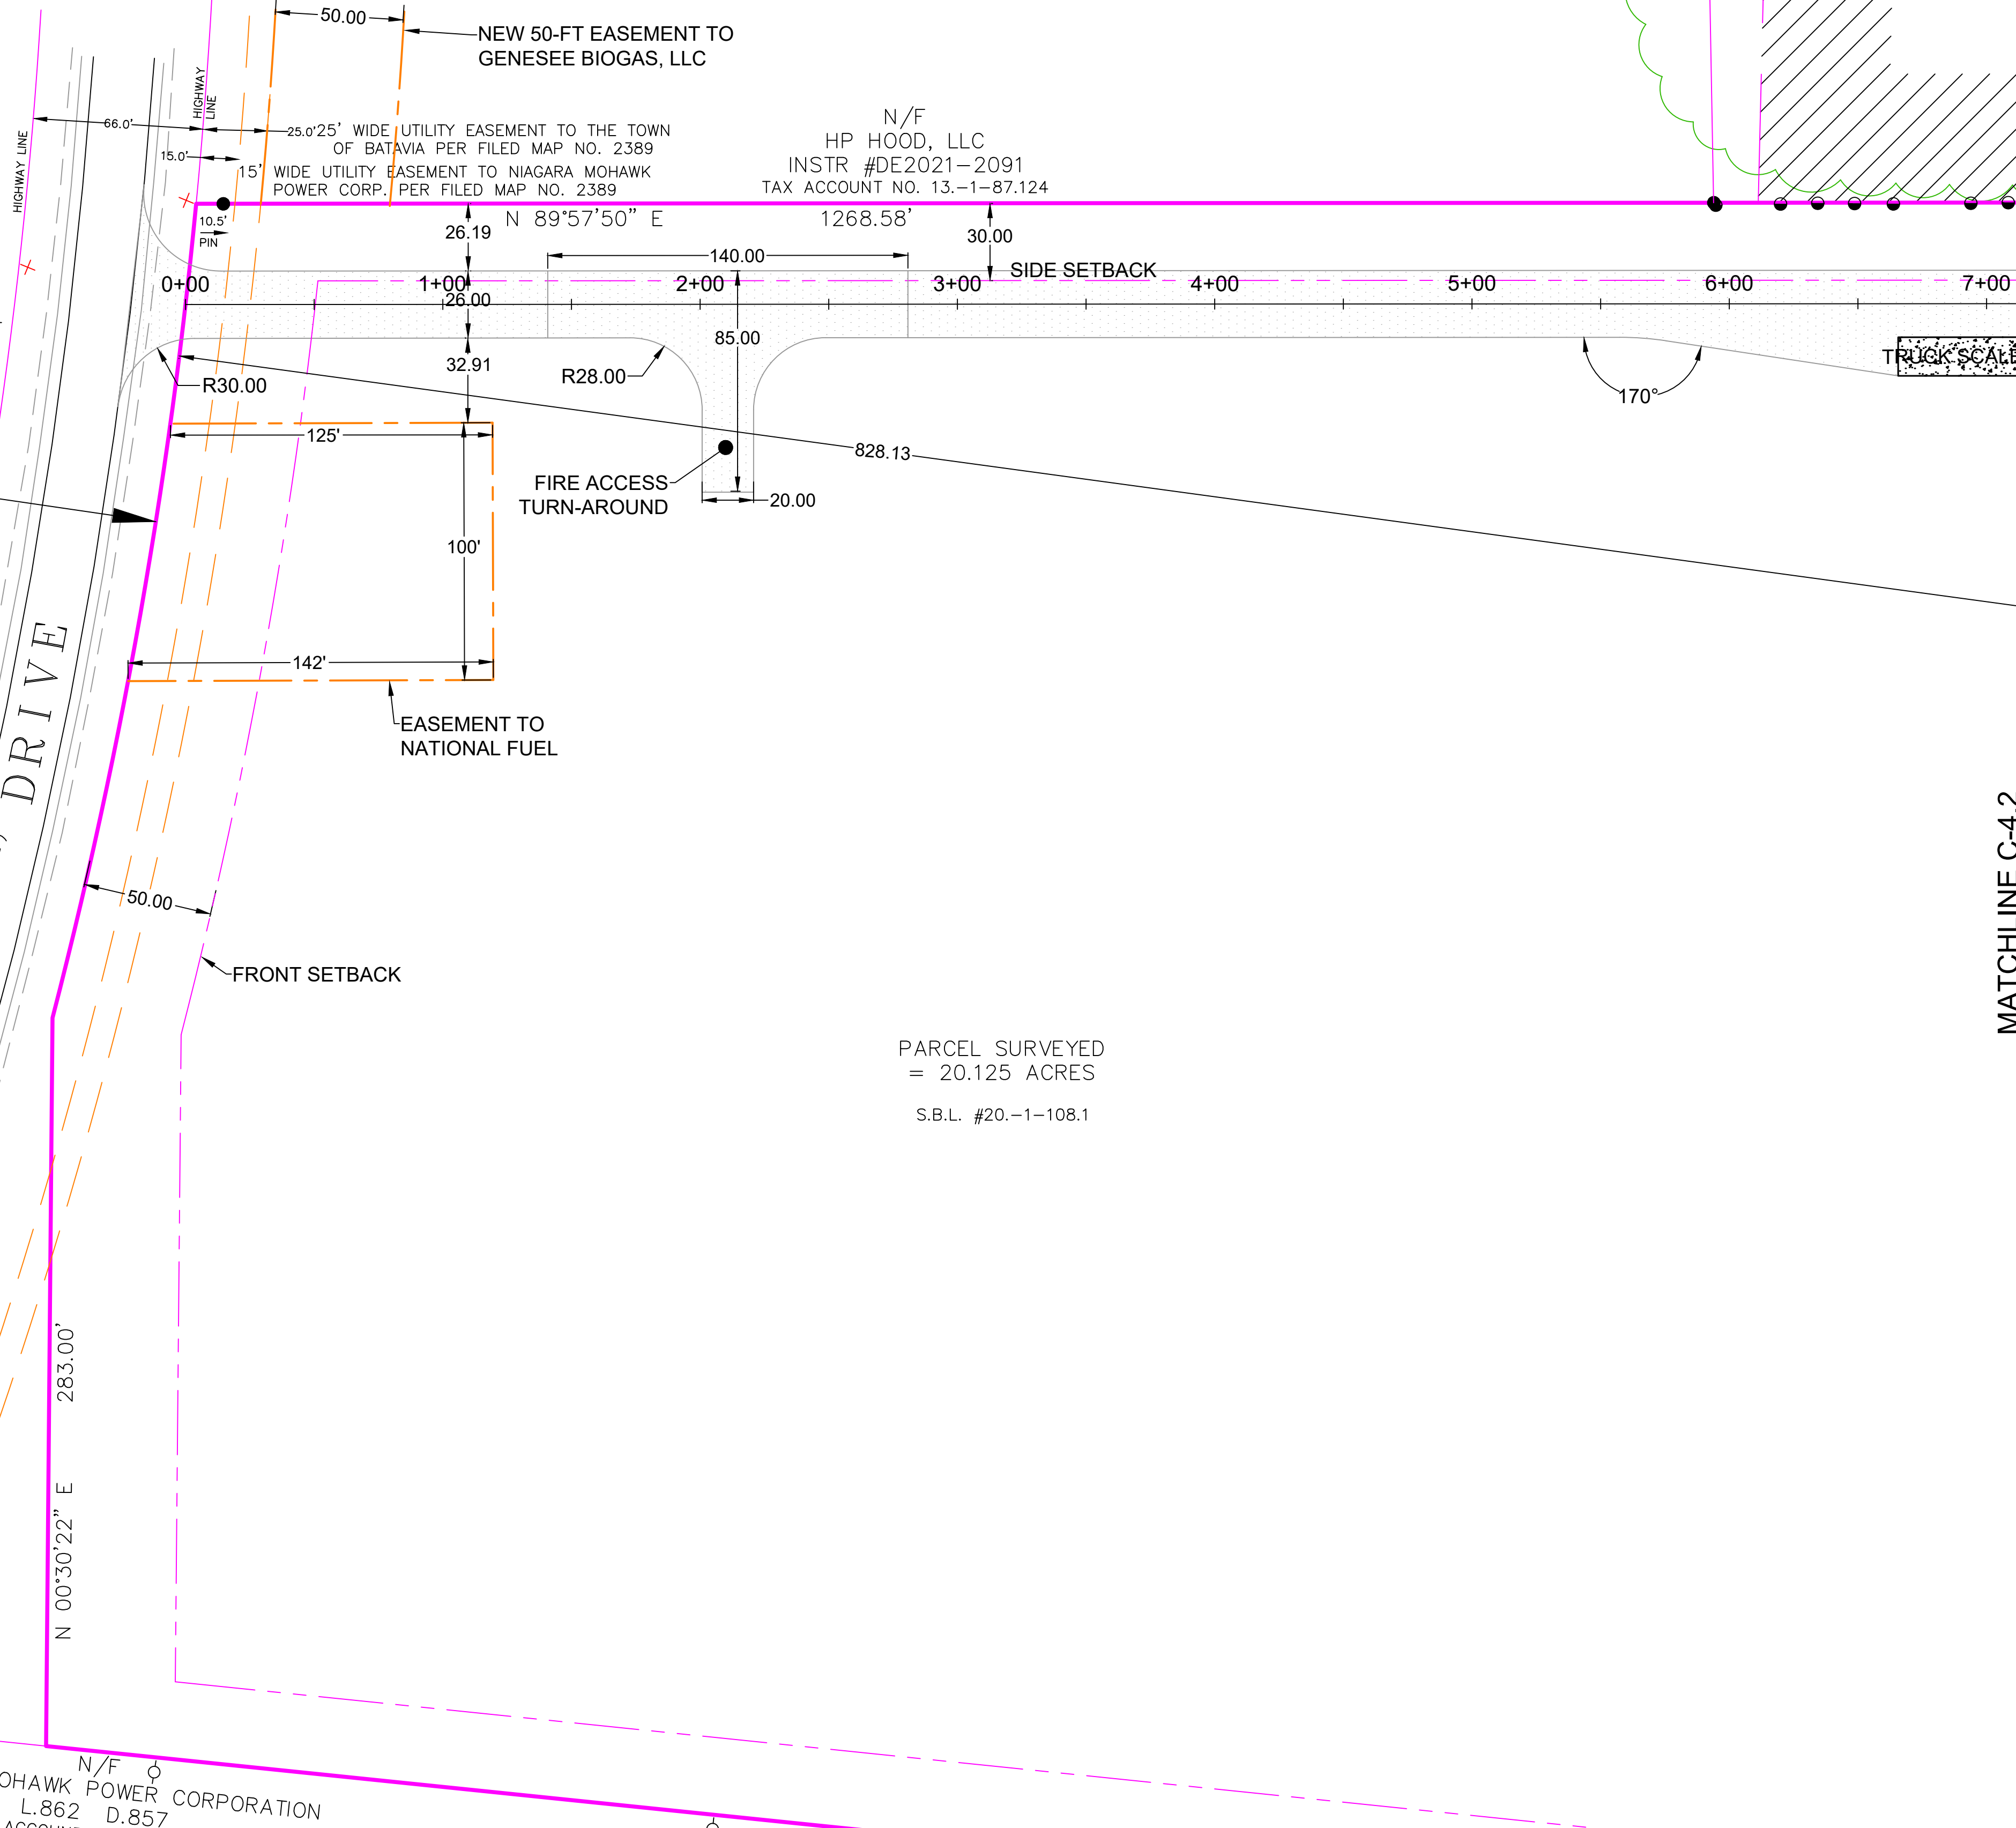 50.00
NEW 50-FT EASEMENT TO
GENESEE BIOGAS, LLC
HIGHWAY
LINE
HIGHWAY LINE
66.0'
25.0'
25' WIDE UTILITY EASEMENT TO THE TOWN
OF BATAVIA PER FILED MAP NO. 2389
15.0'
15' WIDE UTILITY EASEMENT TO NIAGARA MOHAWK
POWER CORP. PER FILED MAP NO. 2389
N/F
HP HOOD, LLC
INSTR #DE2021-2091
TAX ACCOUNT NO. 13.-1-87.124
10.5'
PIN
26.19
N 89°57'50" E 1268.58'
30.00
140.00
SIDE SETBACK
0+00 1+00 2+00 3+00 4+00 5+00 6+00 7+00
26.00
85.00
32.91
TRUCK SCALE
R30.00
R28.00
170°
125'
828.13
FIRE ACCESS
TURN-AROUND
20.00
100'
142'
DRIVE
EASEMENT TO
NATIONAL FUEL
50.00
FRONT SETBACK
MATCHLINE C-4.2
PARCEL SURVEYED
= 20.125 ACRES
S.B.L. #20.-1-108.1
N 00°30'22" E 283.00'
N/F
OHAWK POWER CORPORATION
L.862 D.857